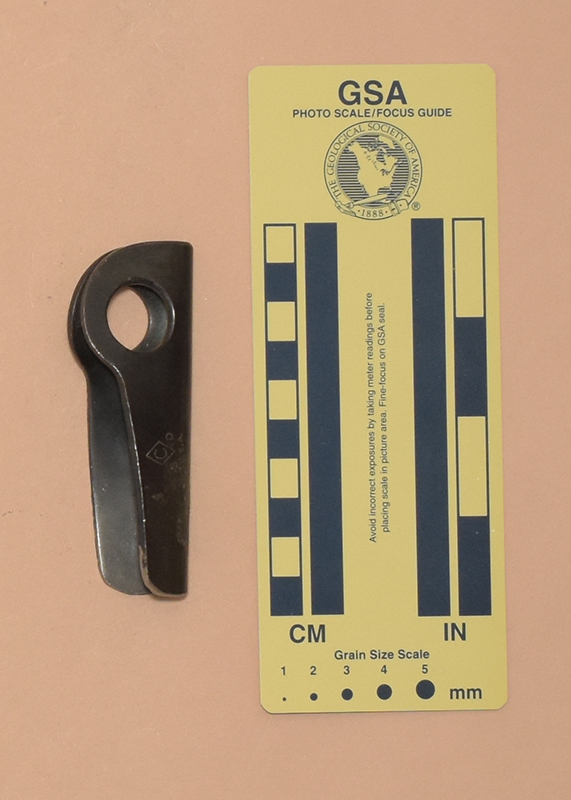 GSA
PHOTO SCALE/FOCUS GUIDE
THE GEOLOGICAL SOCIETY OF AMERICA
1888
®
Avoid incorrect exposures by taking meter readings before
placing scale in picture area. Fine-focus on GSA seal.
CM IN
Grain Size Scale
1 2 3 4 5
mm